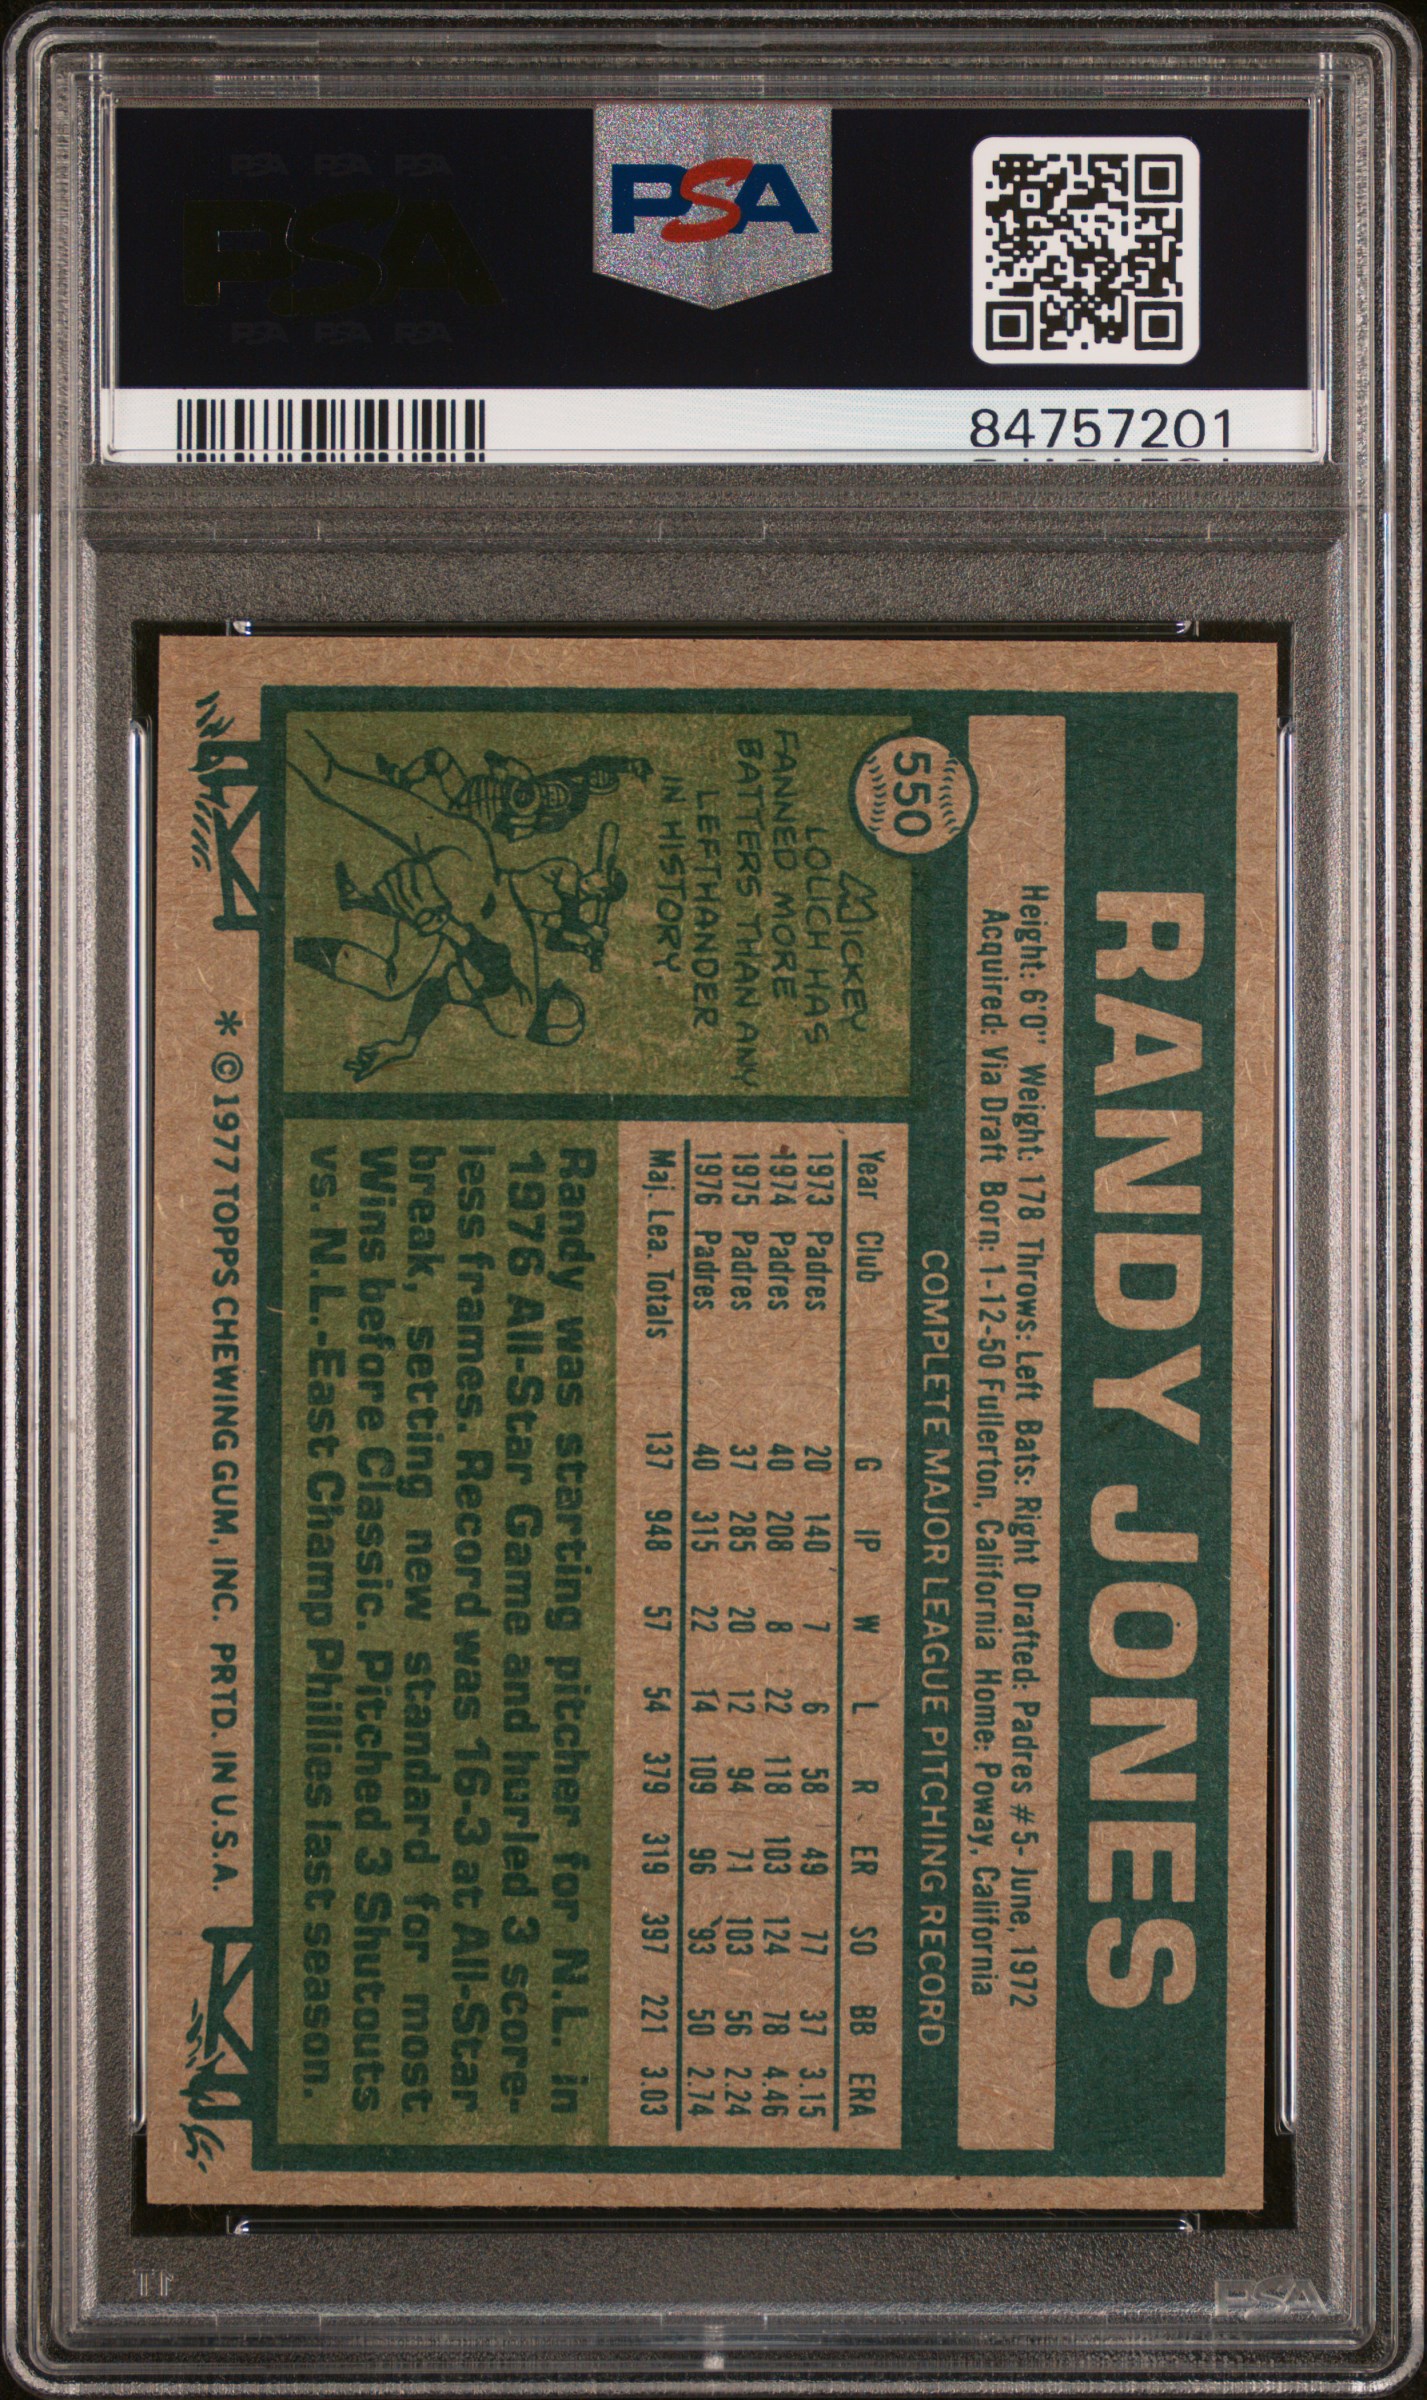 PSA PSA PSA
PSA
PSA PSA PSA
PSA
84757201
550
RANDY JONES
Height: 6'0" Weight: 178 Throws: Left Bats: Right Drafted: Padres #5- June, 1972
Acquired: Via Draft Born: 1-12-50 Fullerton, California Home: Poway, California
COMPLETE MAJOR LEAGUE PITCHING RECORD
MICKEY
LOLICH HAS
FANNED MORE
BATTERS THAN ANY
LEFTHANDER
IN HISTORY
Year Club G IP W L R ER SO BB ERA
1973 Padres 20 140 7 6 58 49 77 37 3.15
1974 Padres 40 208 8 22 118 103 124 78 4.46
1975 Padres 37 285 20 12 94 71 103 56 2.24
1976 Padres 40 315 22 14 109 96 93 50 2.74
Maj. Lea. Totals 137 948 57 54 379 319 397 221 3.03
Randy was starting pitcher for N.L. in
1976 All-Star Game and hurled 3 score-
less frames. Record was 16-3 at All-Star
break, setting new standard for most
Wins before Classic. Pitched 3 Shutouts
vs. N.L.-East Champ Phillies last season.
* © 1977 TOPPS CHEWING GUM, INC. PRTD. IN U.S.A.
PSA